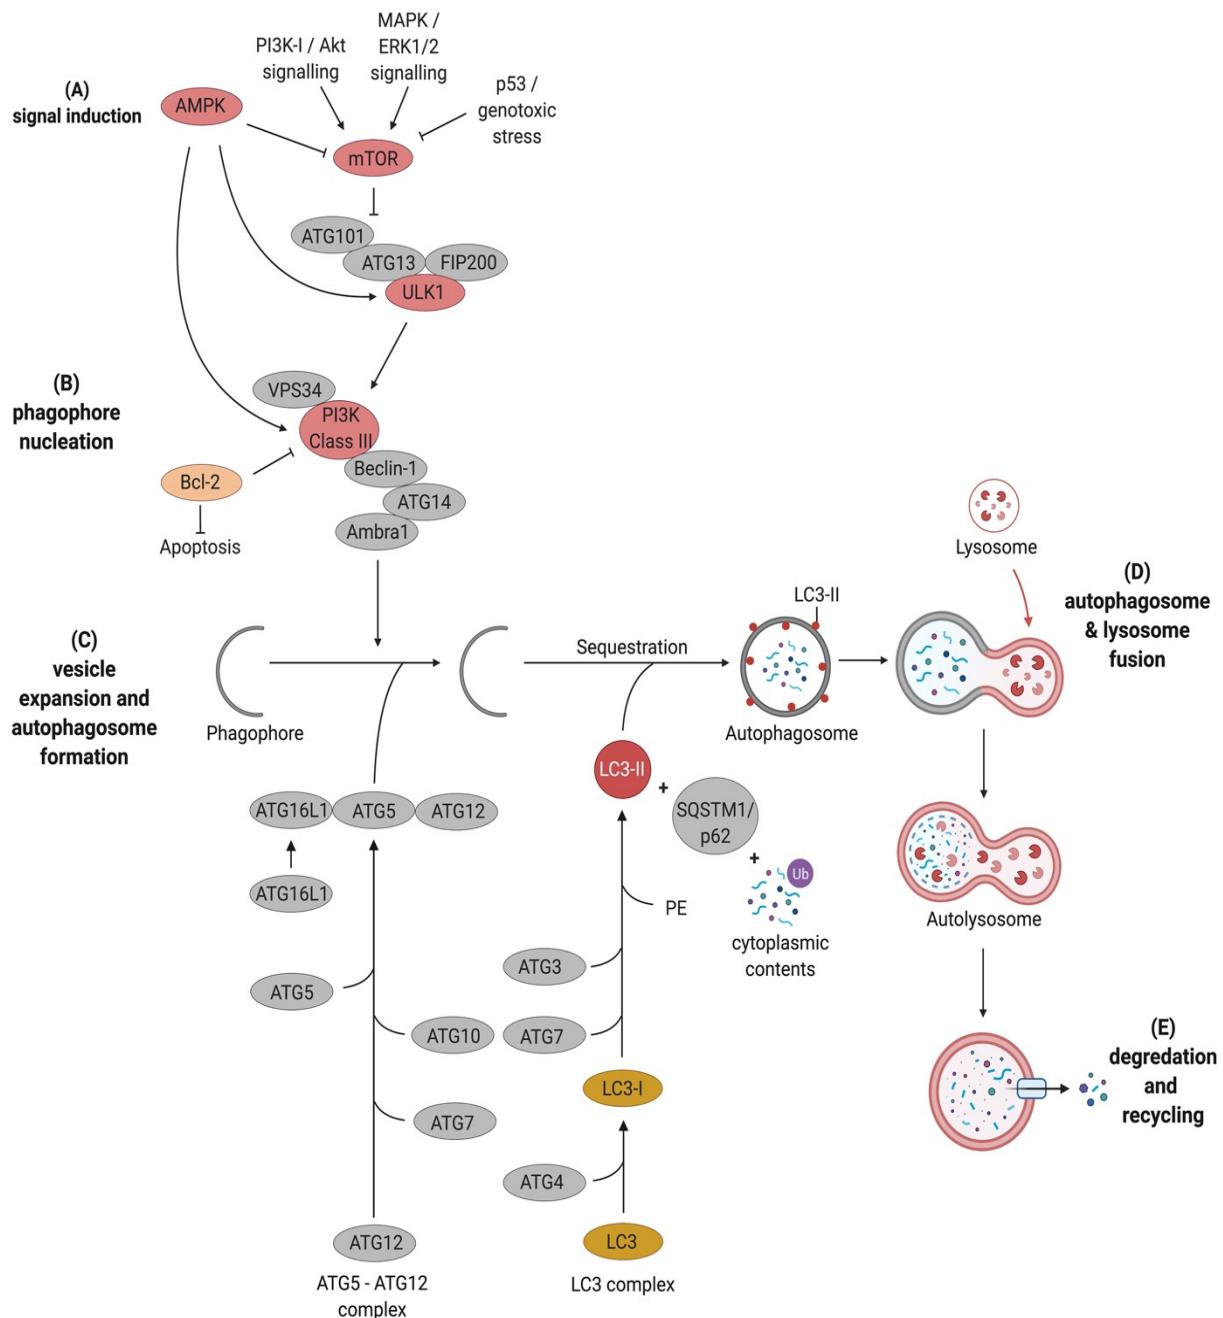 (A)
signal induction
AMPK
PI3K-I / Akt
signalling
MAPK /
ERK1/2
signalling
p53 /
genotoxic
stress
mTOR
ATG101
ATG13
FIP200
ULK1
(B)
phagophore
nucleation
VPS34
PI3K
Class III
Beclin-1
ATG14
Ambra1
Bcl-2
Apoptosis
(C)
vesicle
expansion and
autophagosome
formation
Phagophore
Sequestration
LC3-II
Autophagosome
Lysosome
(D)
autophagosome
& lysosome
fusion
ATG16L1
ATG5
ATG12
ATG16L1
ATG5
ATG10
ATG7
ATG12
ATG5 - ATG12
complex
LC3-II
+
SQSTM1/
p62
+
Ub
cytoplasmic
contents
PE
ATG3
ATG7
LC3-I
ATG4
LC3
LC3 complex
Autolysosome
(E)
degredation
and
recycling